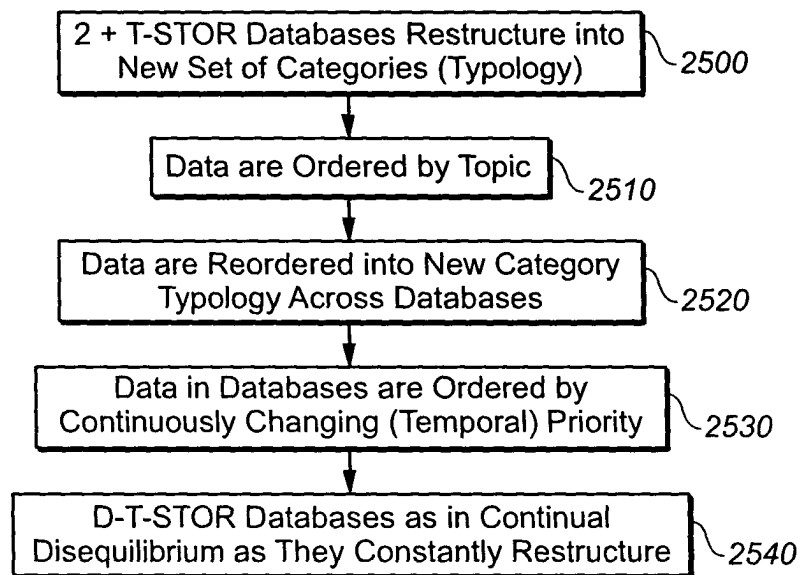 2 + T-STOR Databases Restructure into
New Set of Categories (Typology)
2500
Data are Ordered by Topic
2510
Data are Reordered into New Category
Typology Across Databases
2520
Data in Databases are Ordered by
Continuously Changing (Temporal) Priority
2530
D-T-STOR Databases as in Continual
Disequilibrium as They Constantly Restructure
2540